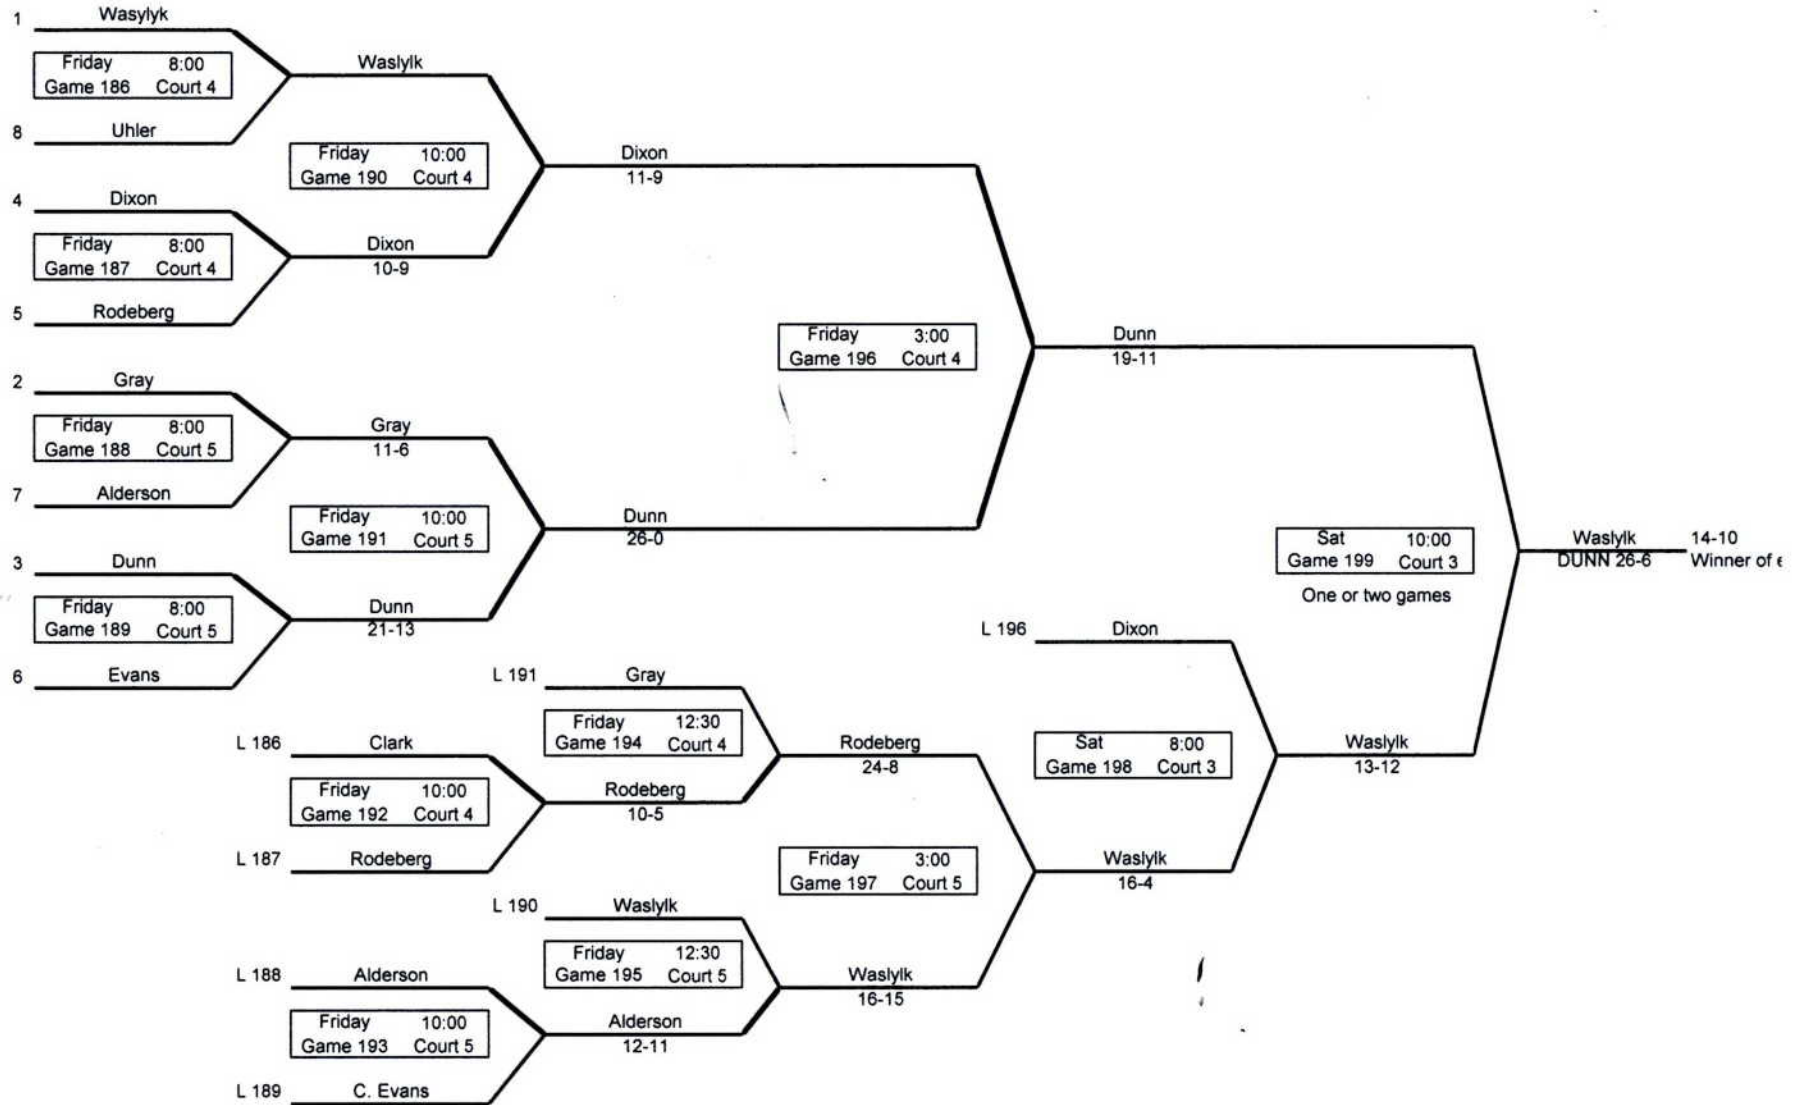 1 Wasylyk
Friday 8:00
Game 186 Court 4
8 Uhler
4 Dixon
Friday 8:00
Game 187 Court 4
5 Rodeberg
2 Gray
Friday 8:00
Game 188 Court 5
7 Alderson
3 Dunn
Friday 8:00
Game 189 Court 5
6 Evans
Waslylk
Friday 10:00
Game 190 Court 4
Dixon
10-9
Gray
11-6
Friday 10:00
Game 191 Court 5
Dunn
21-13
Dixon
11-9
Friday 3:00
Game 196 Court 4
Dunn
26-0
Dunn
19-11
Sat 10:00
Game 199 Court 3
One or two games
Waslylk 14-10
DUNN 26-6 Winner of
L 196 Dixon
Sat 8:00
Game 198 Court 3
Waslylk
13-12
L 191 Gray
Friday 12:30
Game 194 Court 4
L 186 Clark
Friday 10:00
Game 192 Court 4
L 187 Rodeberg
Rodeberg
10-5
Rodeberg
24-8
Friday 3:00
Game 197 Court 5
Waslylk
16-4
L 190 Waslylk
Friday 12:30
Game 195 Court 5
Waslylk
16-15
L 188 Alderson
Friday 10:00
Game 193 Court 5
L 189 C. Evans
Alderson
12-11